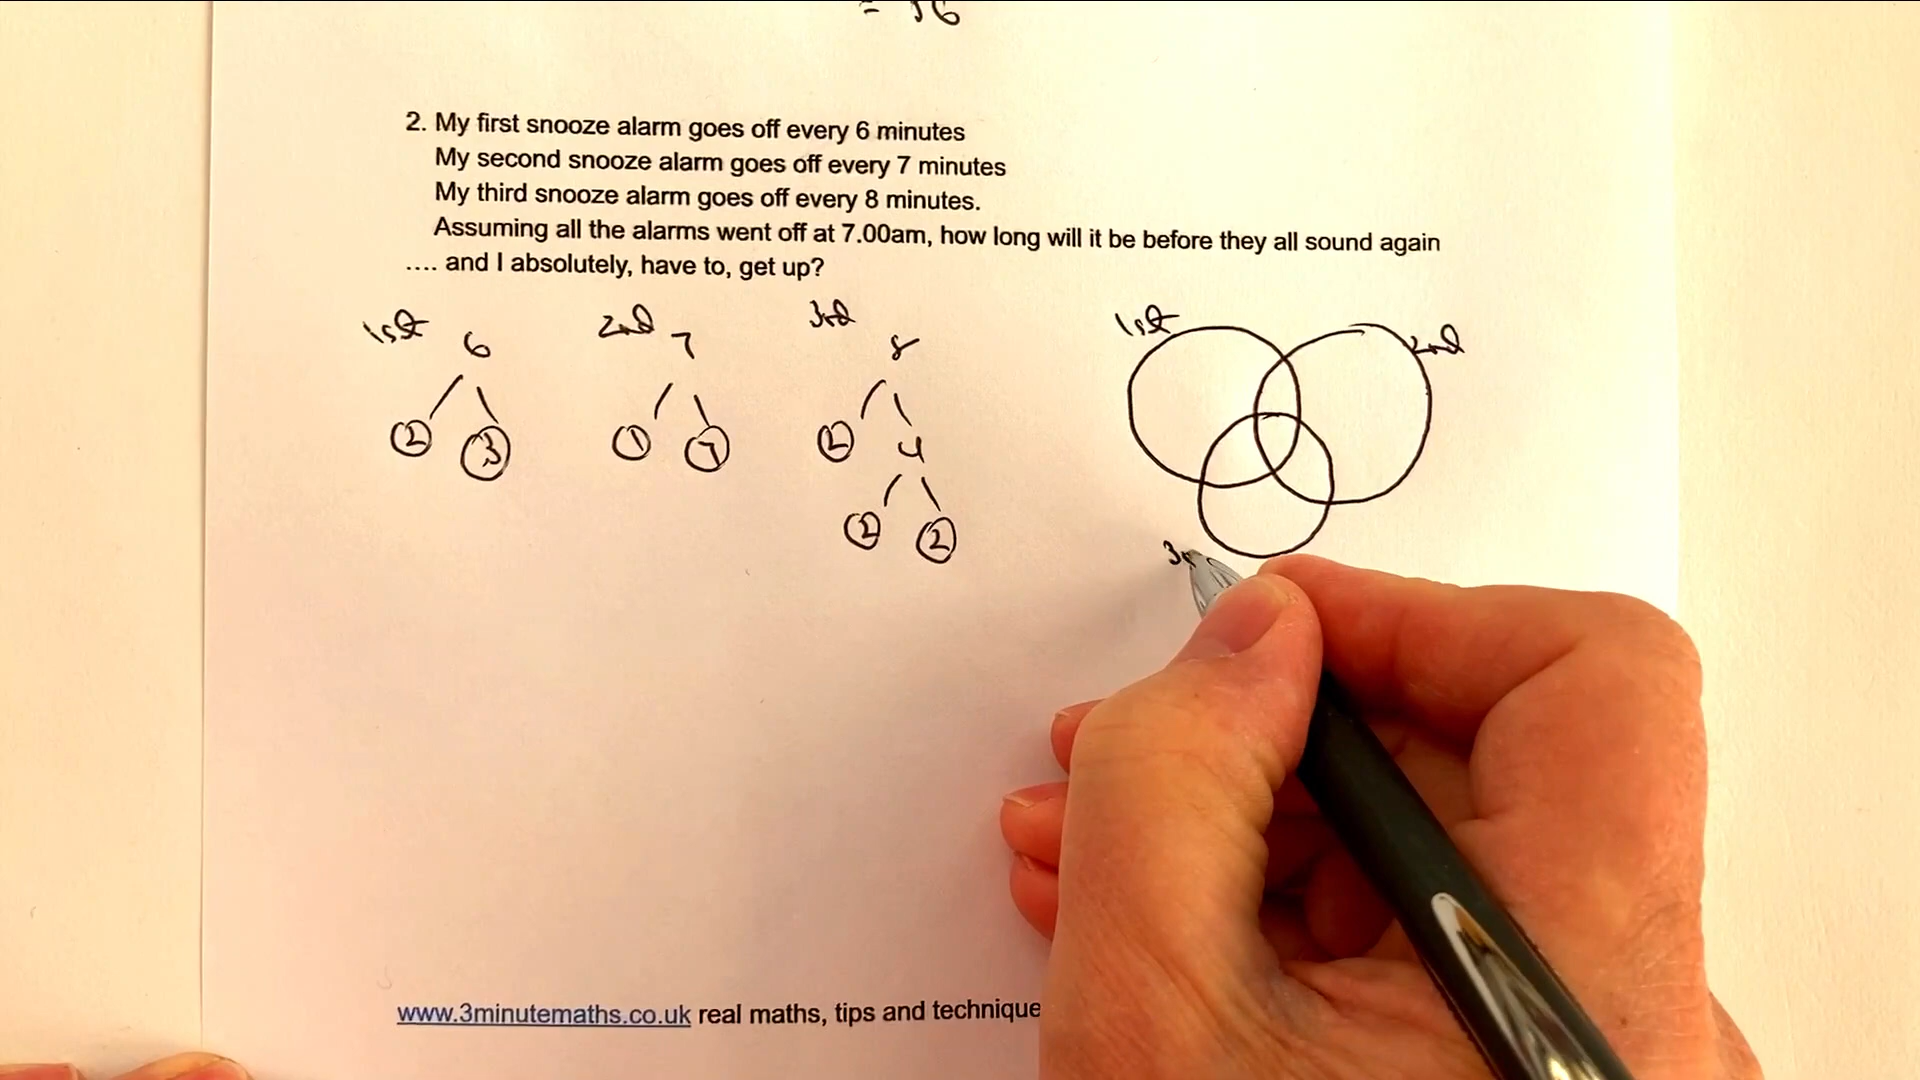 = 56
2. My first snooze alarm goes off every 6 minutes
My second snooze alarm goes off every 7 minutes
My third snooze alarm goes off every 8 minutes.
Assuming all the alarms went off at 7.00am, how long will it be before they all sound again
.... and I absolutely, have to, get up?
1st 6 2nd 7 3rd 8
2 3 1 7 2 4
2 2
1st 2nd
3r
www.3minutemaths.co.uk real maths, tips and technique